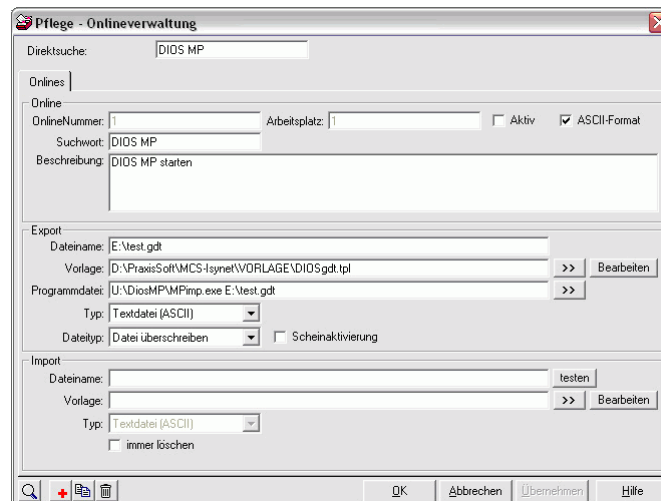 Pflege - Onlineverwaltung
Direktsuche: DIOS MP
Onlines
Online
OnlineNummer: 1 Arbeitsplatz: 1 Aktiv ASCII-Format
Suchwort: DIOS MP
Beschreibung: DIOS MP starten
Export
Dateiname: E:\test.gdt
Vorlage: D:\PraxisSoft\MCS-Isynet\VORLAGE\DIOSgdt.tpl >> Bearbeiten
Programmdatei: U:\DiosMP\MPimp.exe E:\test.gdt >>
Typ: Textdatei (ASCII)
Dateityp: Datei überschreiben Scheinaktivierung
Import
Dateiname: testen
Vorlage: >> Bearbeiten
Typ: Textdatei (ASCII)
immer löschen
OK Abbrechen Übernehmen Hilfe